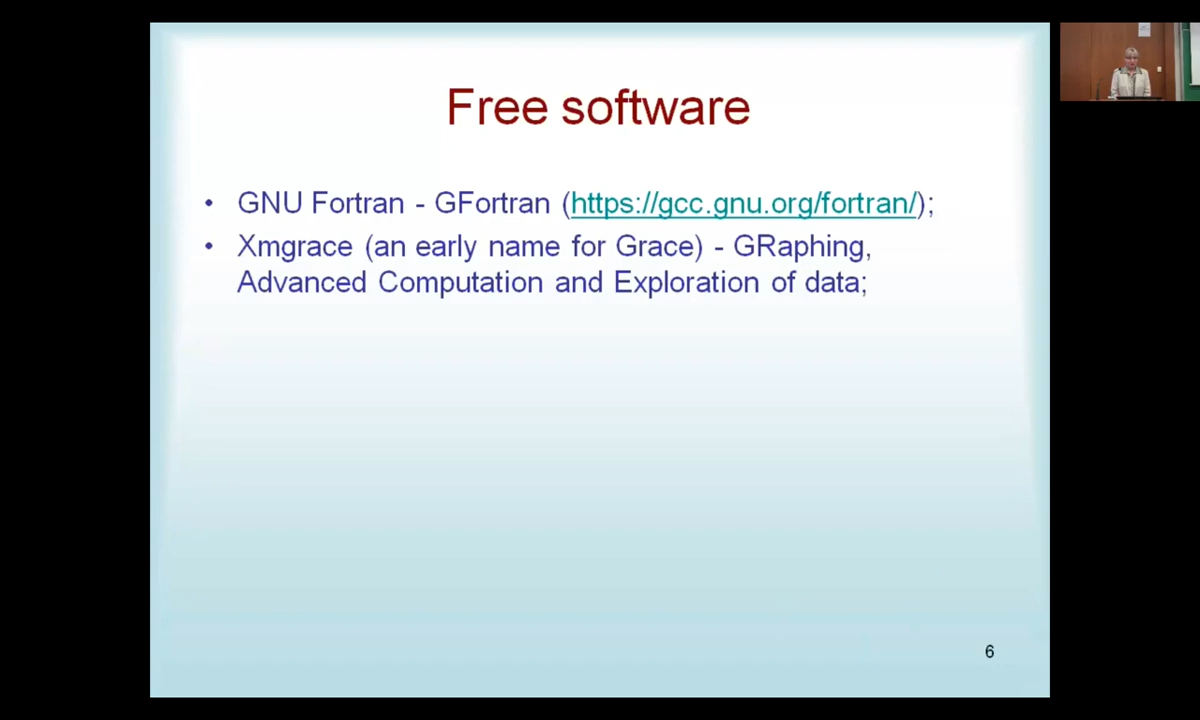 Free software
• GNU Fortran - GFortran (https://gcc.gnu.org/fortran/);
• Xmgrace (an early name for Grace) - GRaphing,
Advanced Computation and Exploration of data;
6